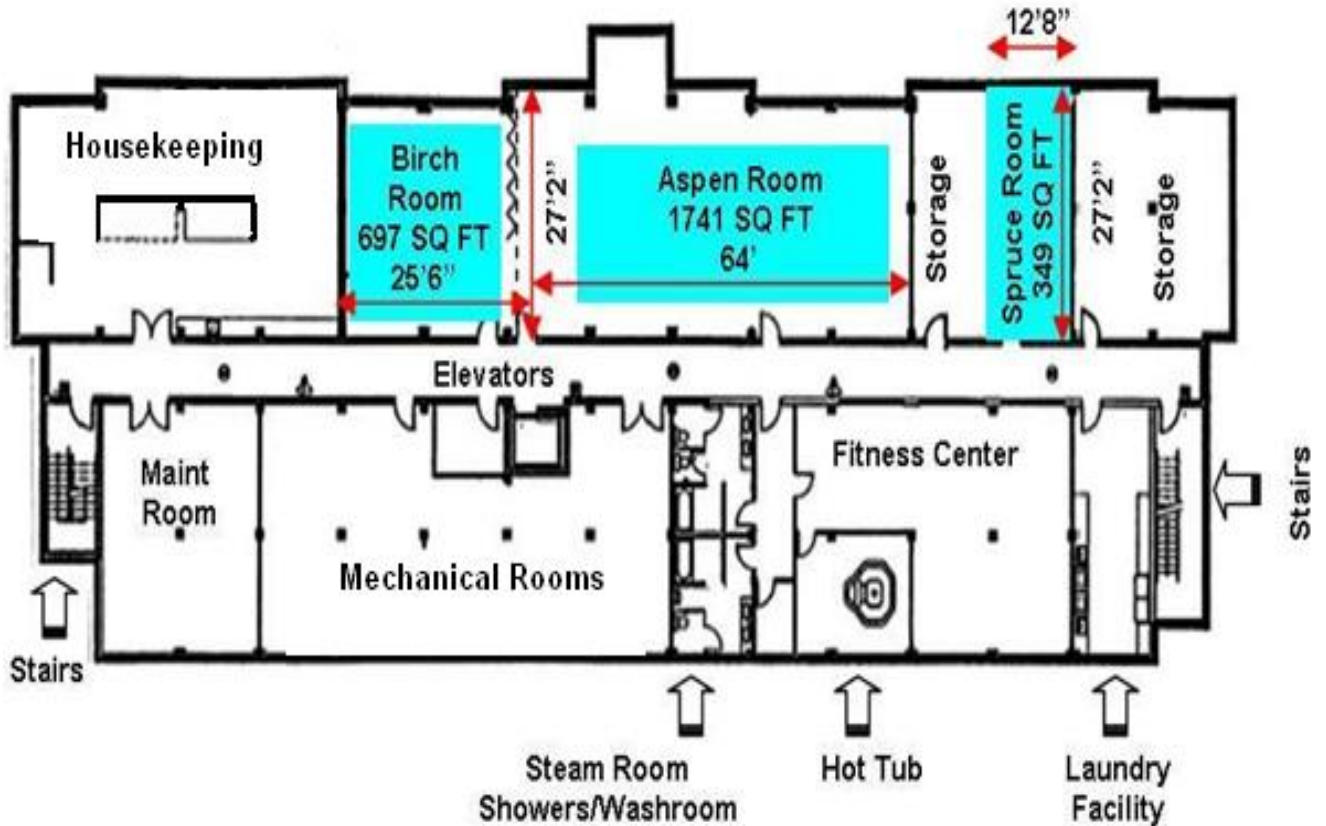 12'8”
Housekeeping
Birch
Room
697 SQ FT
25'6”
27'2”
Aspen Room
1741 SQ FT
64'
Storage
Spruce Room
349 SQ FT
27'2”
Storage
Elevators
Maint
Room
Mechanical Rooms
Fitness Center
Stairs
Stairs
Steam Room
Showers/Washroom
Hot Tub
Laundry
Facility